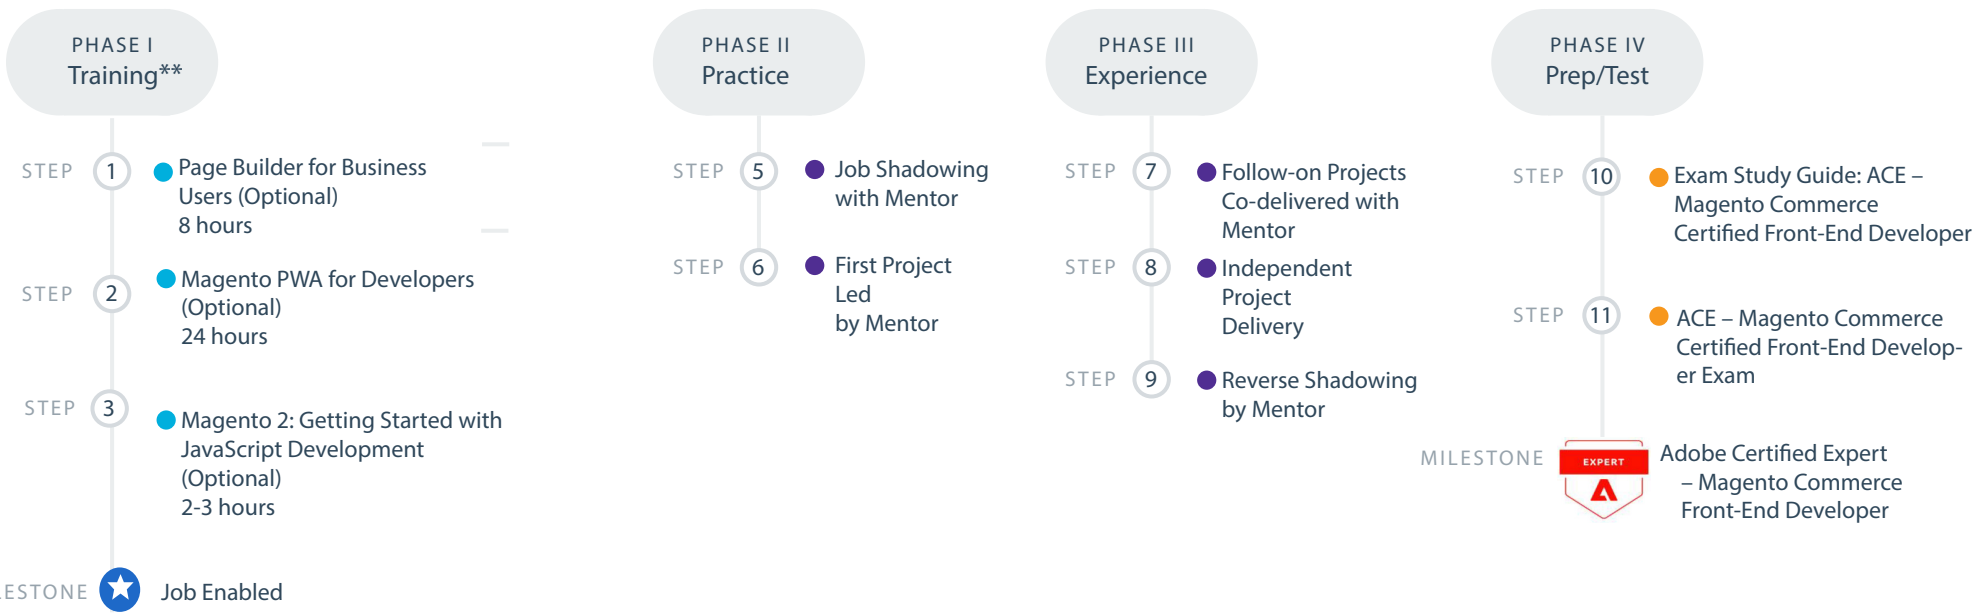 PHASE I
Training**
STEP 1
Page Builder for Business
Users (Optional)
8 hours
STEP 2
Magento PWA for Developers
(Optional)
24 hours
STEP 3
Magento 2: Getting Started with
JavaScript Development
(Optional)
2-3 hours
ESTONE
Job Enabled
PHASE II
Practice
STEP 5
Job Shadowing
with Mentor
STEP 6
First Project
Led
by Mentor
PHASE III
Experience
STEP 7
Follow-on Projects
Co-delivered with
Mentor
STEP 8
Independent
Project
Delivery
STEP 9
Reverse Shadowing
by Mentor
PHASE IV
Prep/Test
STEP 10
Exam Study Guide: ACE –
Magento Commerce
Certified Front-End Developer
STEP 11
ACE – Magento Commerce
Certified Front-End Develop-
er Exam
MILESTONE
EXPERT
Adobe Certified Expert
– Magento Commerce
Front-End Developer